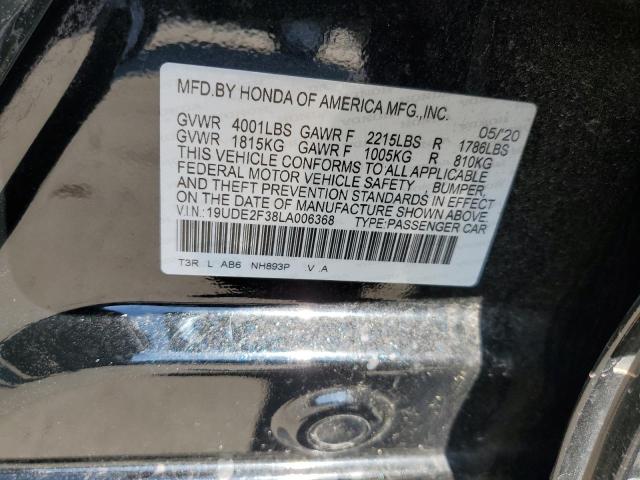 MFD.BY HONDA OF AMERICA MFG.,INC.
05/'20
GVWR 4001LBS GAWR F 2215LBS R 1786LBS
GVWR 1815KG GAWR F 1005KG R 810KG
THIS VEHICLE CONFORMS TO ALL APPLICABLE
FEDERAL MOTOR VEHICLE SAFETY BUMPER,
AND THEFT PREVENTION STANDARDS IN EFFECT
ON THE DATE OF MANUFACTURE SHOWN ABOVE.
V.I.N.: 19UDE2F38LA006368 TYPE:PASSENGER CAR
T3R L AB6 NH893P .V .A